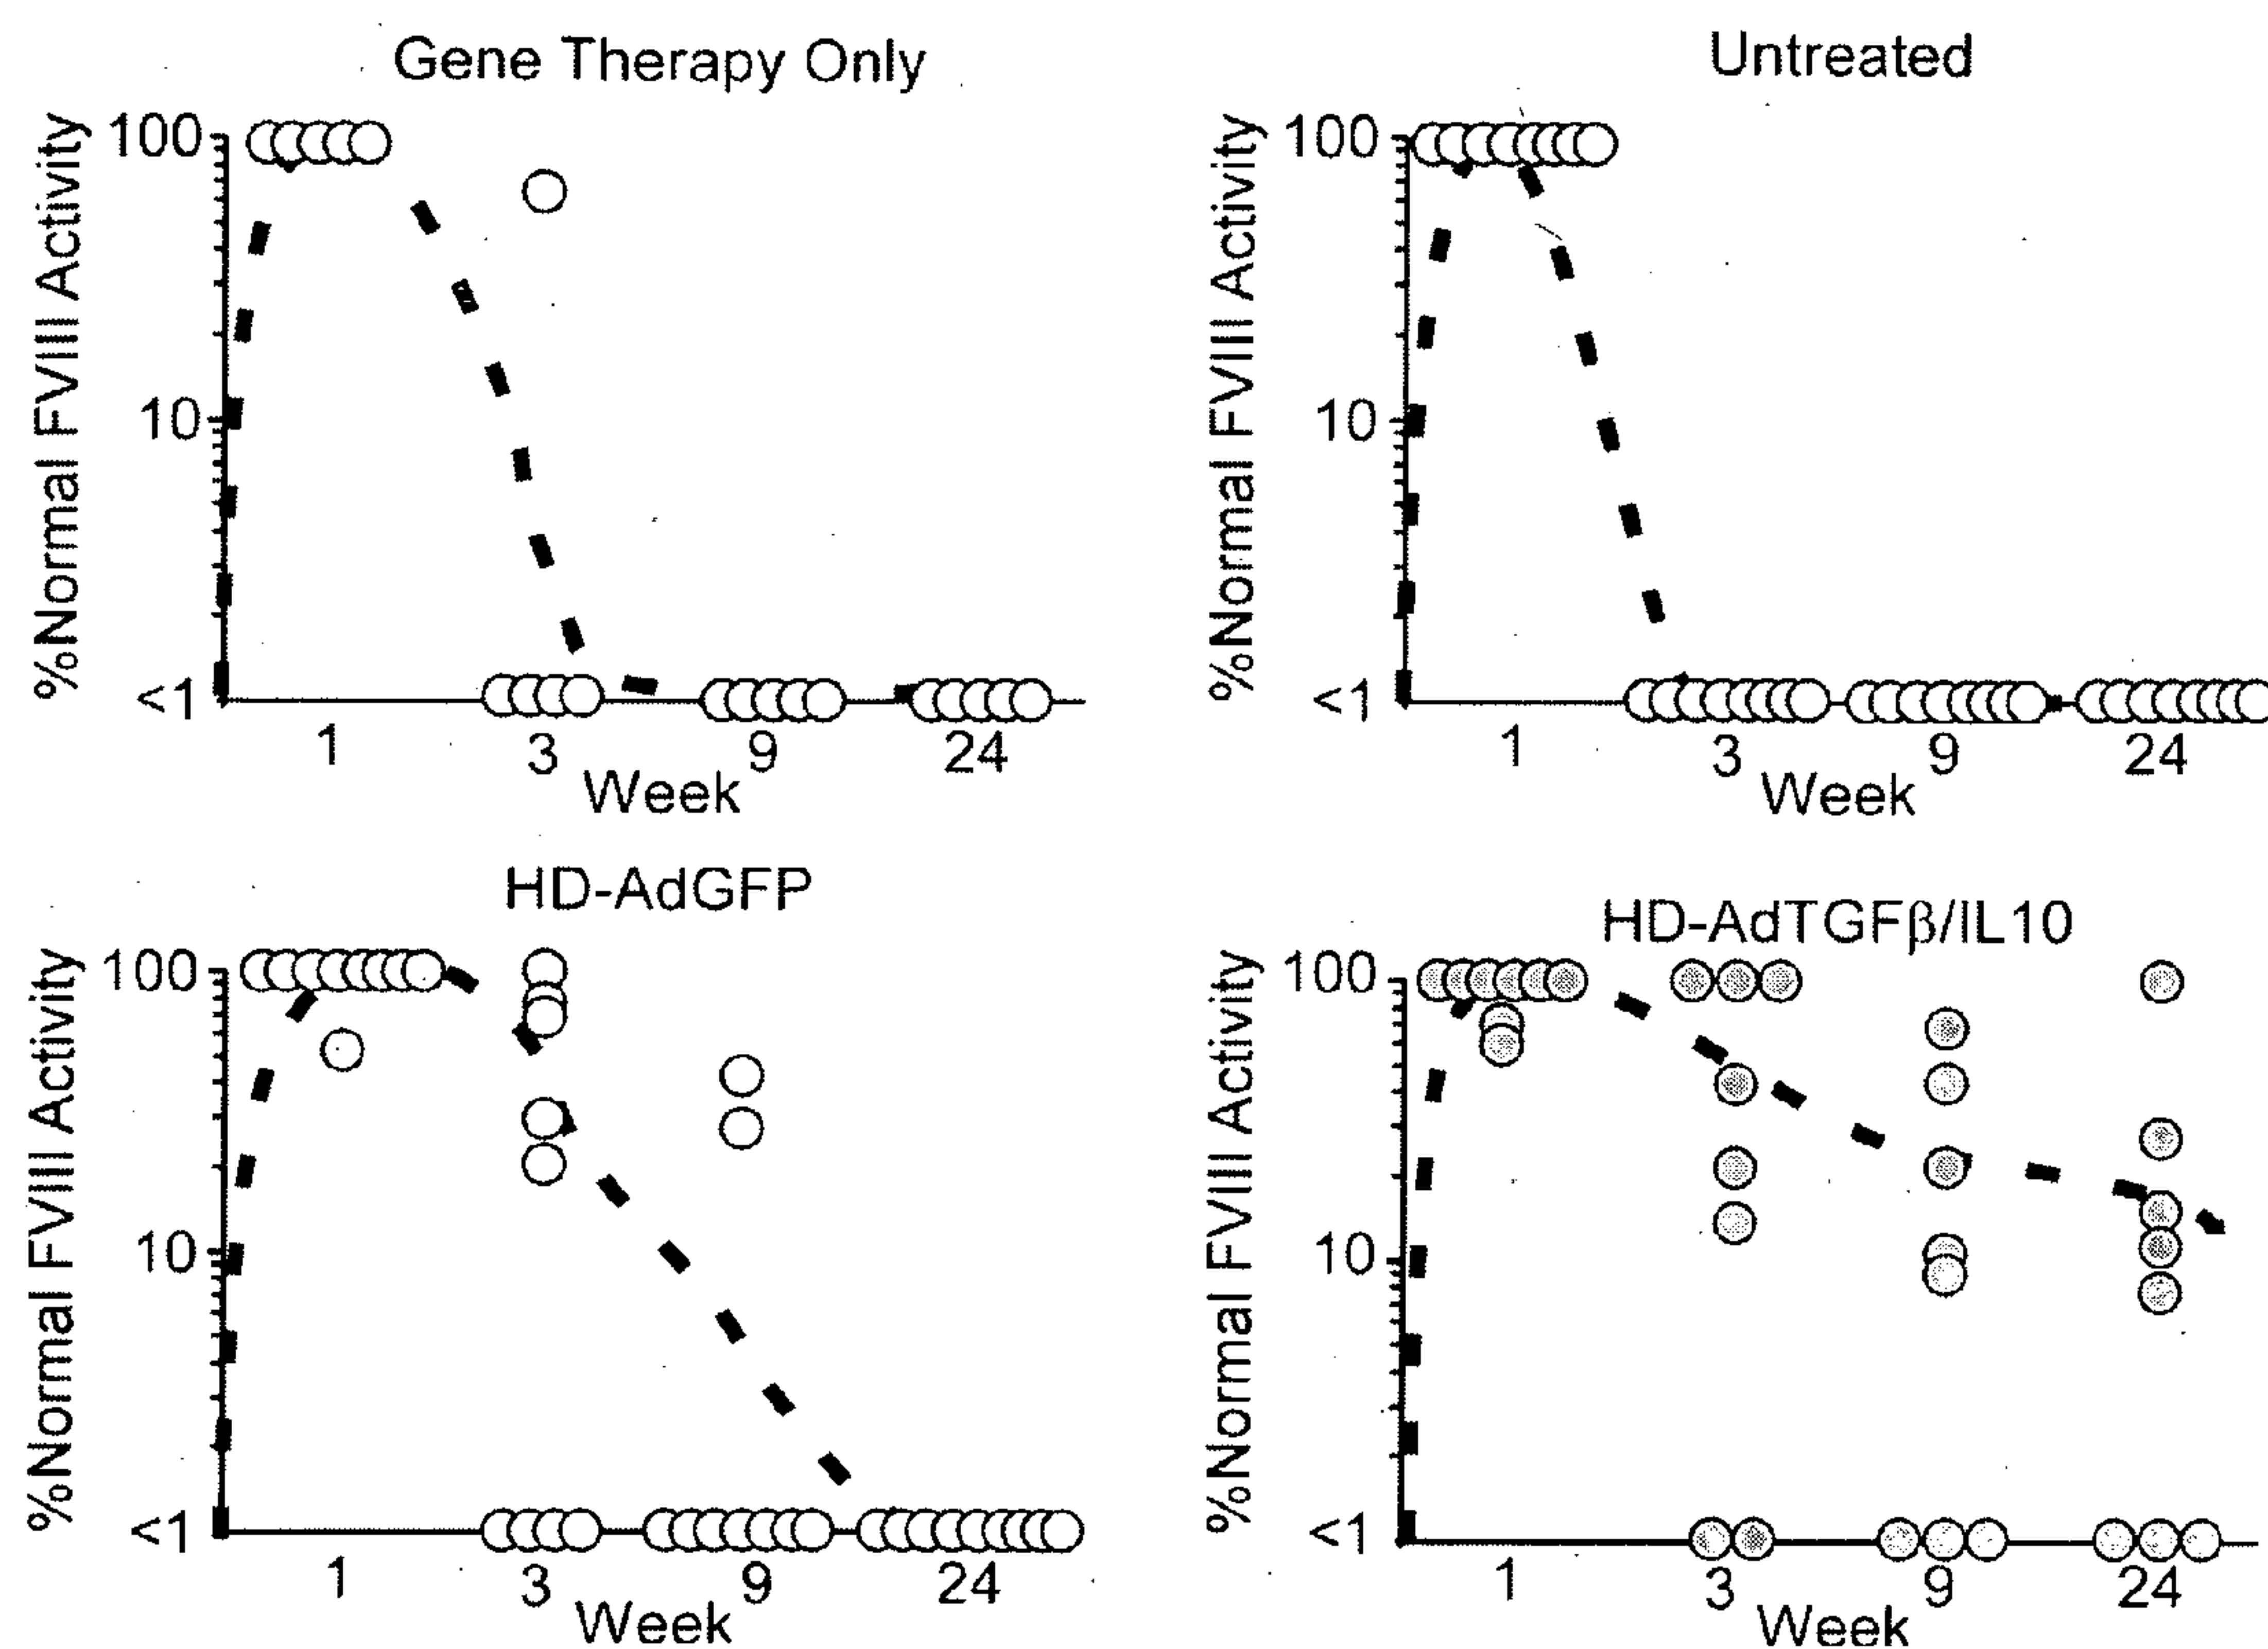 Gene Therapy Only
%Normal FVIII Activity
100
10
<1
1 3 9 24
Week
Untreated
%Normal FVIII Activity
100
10
<1
1 3 9 24
Week
HD-AdGFP
%Normal FVIII Activity
100
10
<1
1 3 9 24
Week
HD-AdTGFβ/IL10
%Normal FVIII Activity
100
10
<1
1 3 9 24
Week